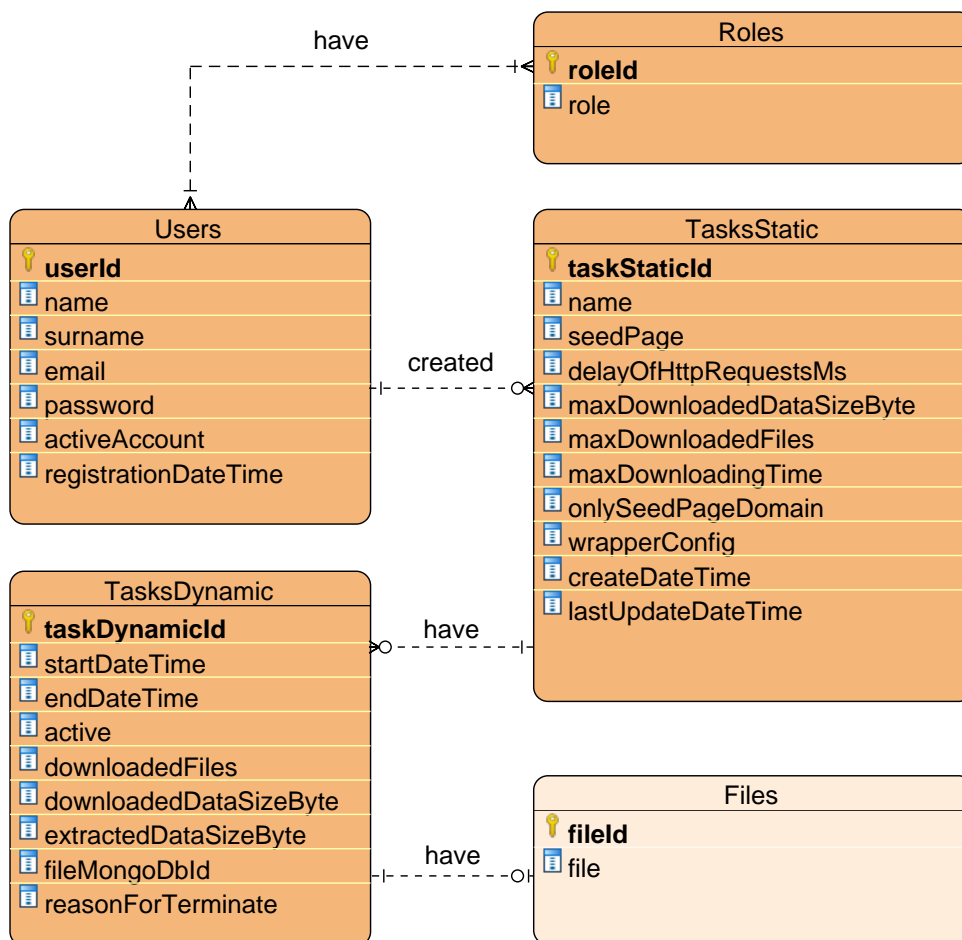 have
Roles
roleId
role
Users
userId
name
surname
email
password
activeAccount
registrationDateTime
created
TasksStatic
taskStaticId
name
seedPage
delayOfHttpRequestsMs
maxDownloadedDataSizeByte
maxDownloadedFiles
maxDownloadingTime
onlySeedPageDomain
wrapperConfig
createDateTime
lastUpdateDateTime
TasksDynamic
taskDynamicId
startDateTime
endDateTime
active
downloadedFiles
downloadedDataSizeByte
extractedDataSizeByte
fileMongoDbId
reasonForTerminate
have
have
Files
fileId
file